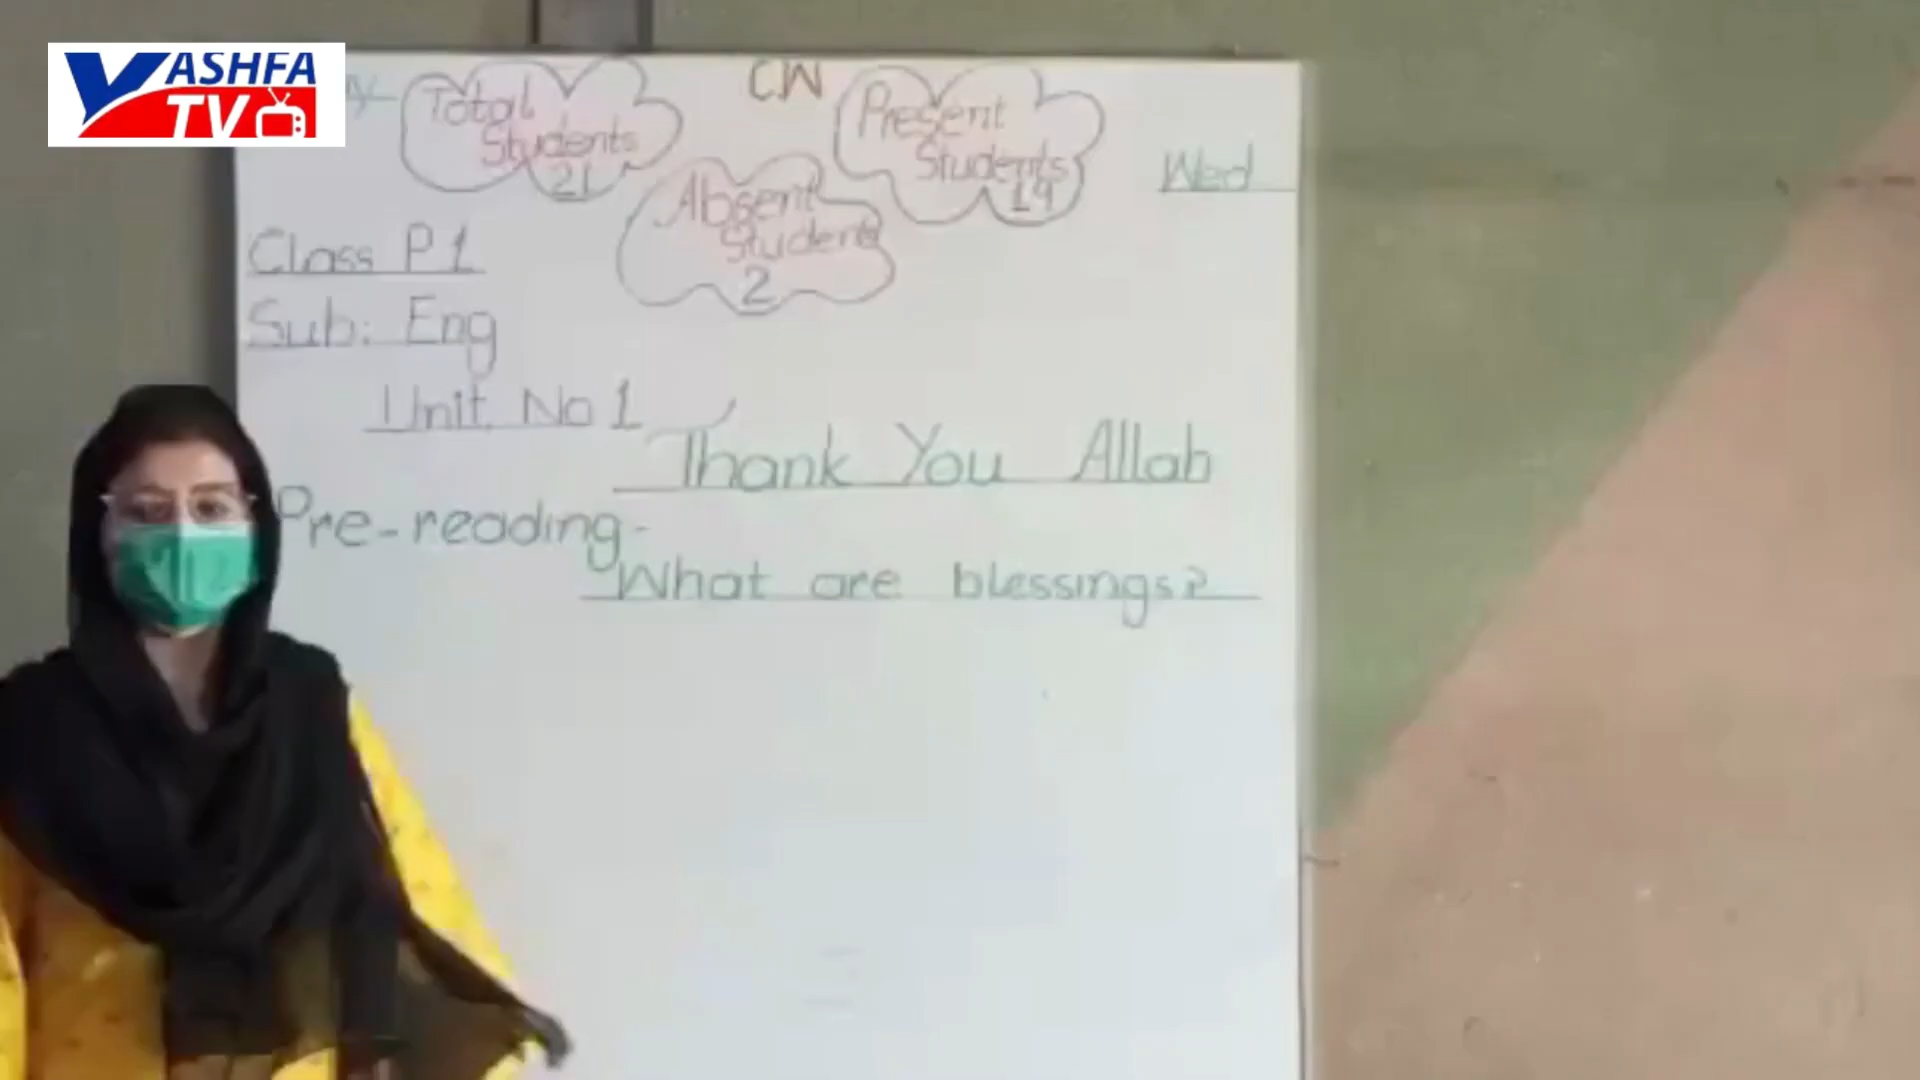 YASHFA
TV
CW
Total
Students
21
Present
Students
19
Absent
Students
2
Wed
Class P 1
Sub: Eng
Unit No 1
Thank You Allah
Pre-reading-
What are blessings?